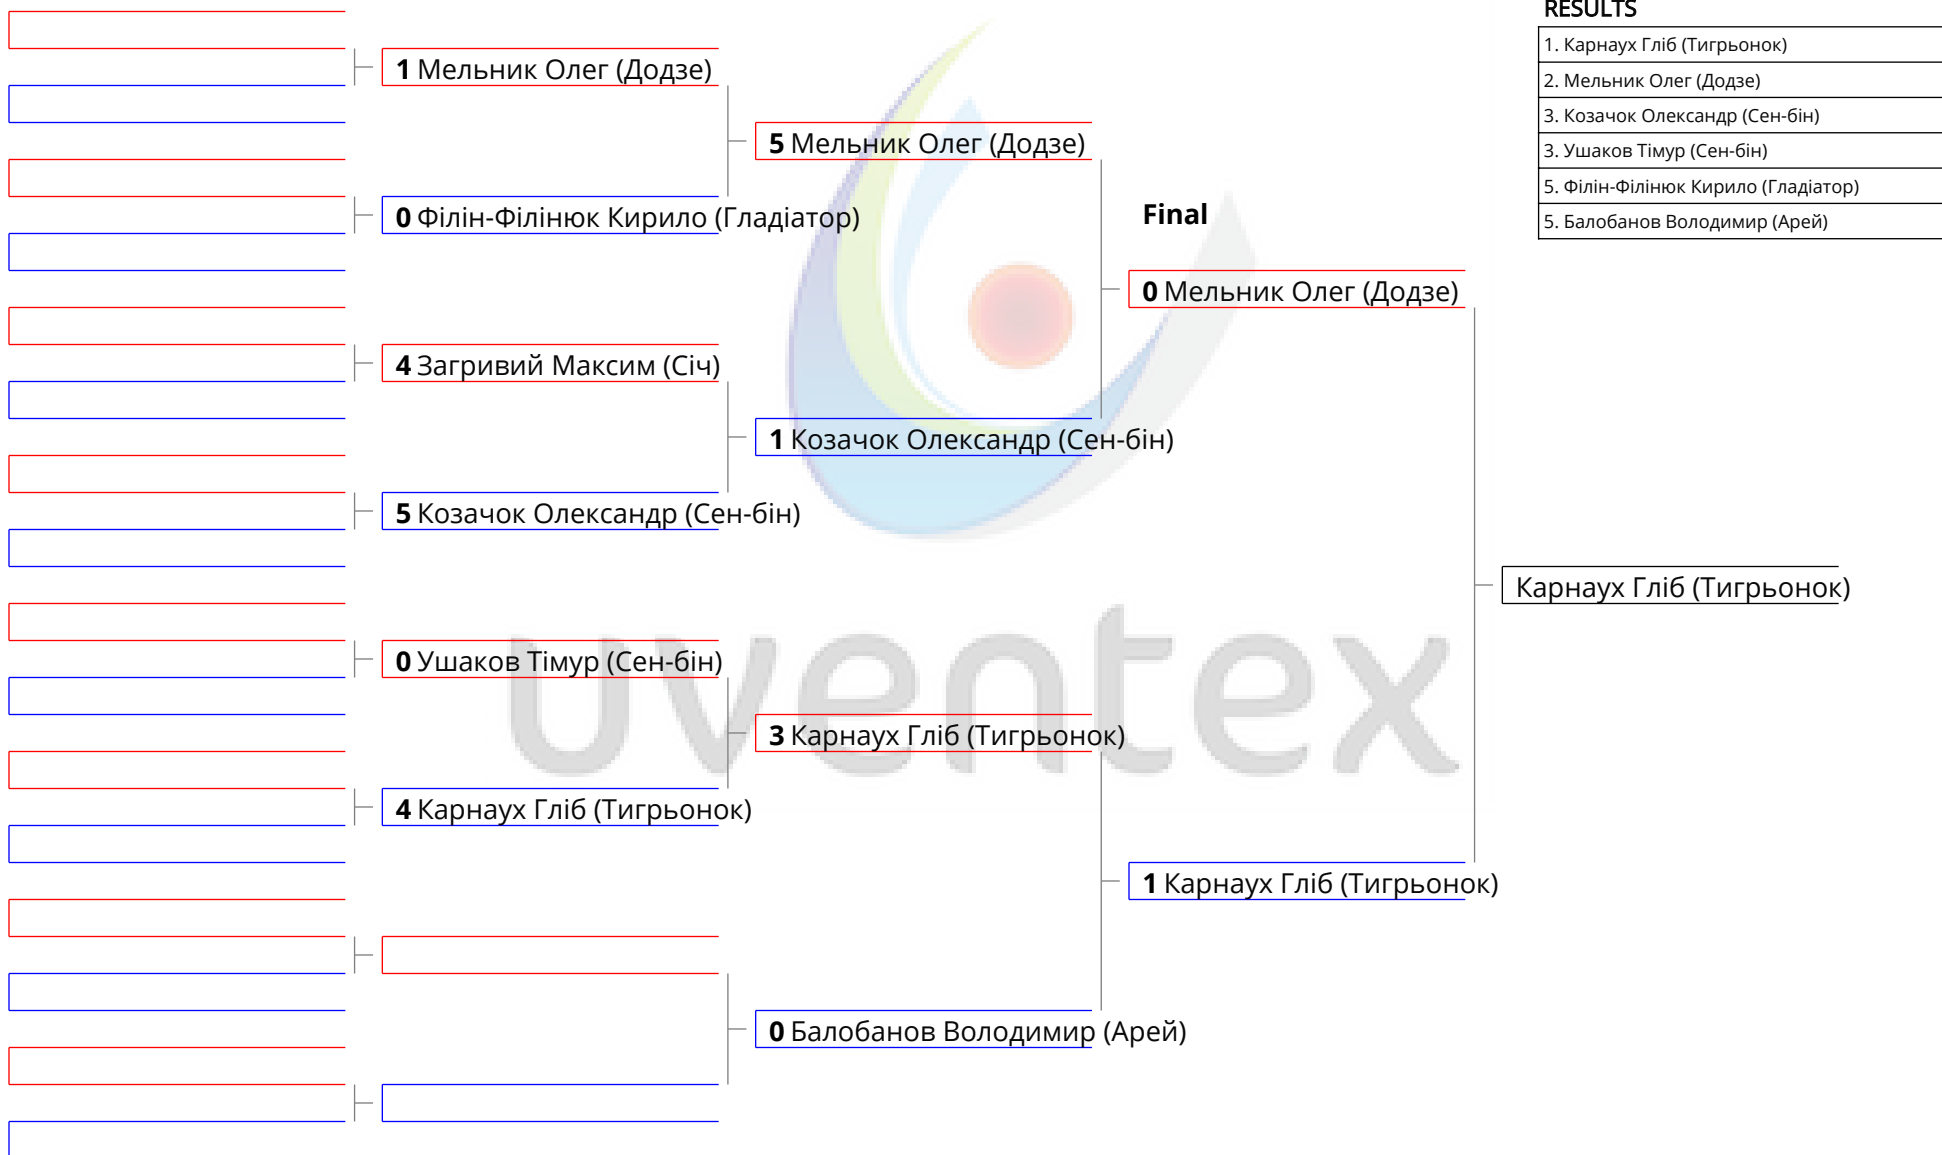 RESULTS
1. Карнаух Гліб (Тигрьонок)
2. Мельник Олег (Додзе)
3. Козачок Олександр (Сен-бін)
3. Ушаков Тімур (Сен-бін)
5. Філін-Філінюк Кирило (Гладіатор)
5. Балобанов Володимир (Арей)
1 Мельник Олег (Додзе)
0 Філін-Філінюк Кирило (Гладіатор)
4 Загривий Максим (Січ)
5 Козачок Олександр (Сен-бін)
0 Ушаков Тімур (Сен-бін)
4 Карнаух Гліб (Тигрьонок)
5 Мельник Олег (Додзе)
1 Козачок Олександр (Сен-бін)
3 Карнаух Гліб (Тигрьонок)
0 Балобанов Володимир (Арей)
Final
0 Мельник Олег (Додзе)
1 Карнаух Гліб (Тигрьонок)
Карнаух Гліб (Тигрьонок)
uventex